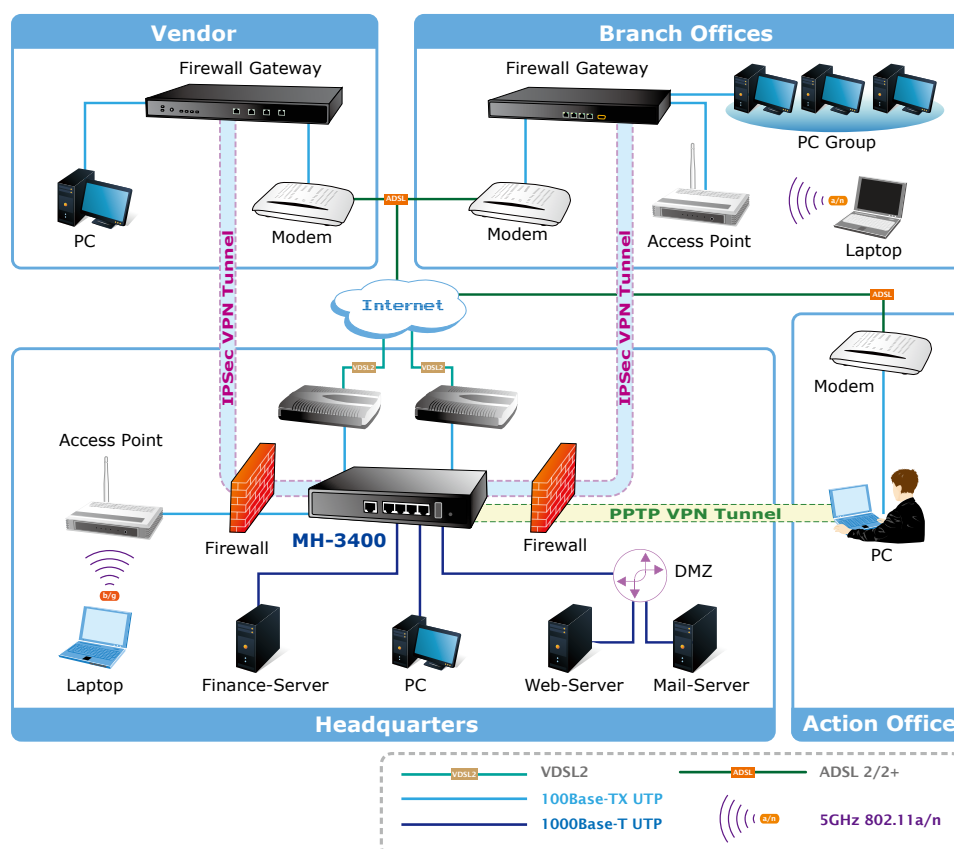 Vendor
Branch Offices
Firewall Gateway
Firewall Gateway
PC Group
PC
Modem
ADSL
Modem
Access Point
a/n
Laptop
IPSec VPN Tunnel
IPSec VPN Tunnel
Internet
ADSL
VDSL2
VDSL2
Modem
Access Point
Firewall
MH-3400
Firewall
PPTP VPN Tunnel
PC
DMZ
b/g
Laptop
Finance-Server
PC
Web-Server
Mail-Server
Headquarters
Action Office
VDSL2
VDSL2
ADSL
ADSL 2/2+
100Base-TX UTP
1000Base-T UTP
a/n
5GHz 802.11a/n